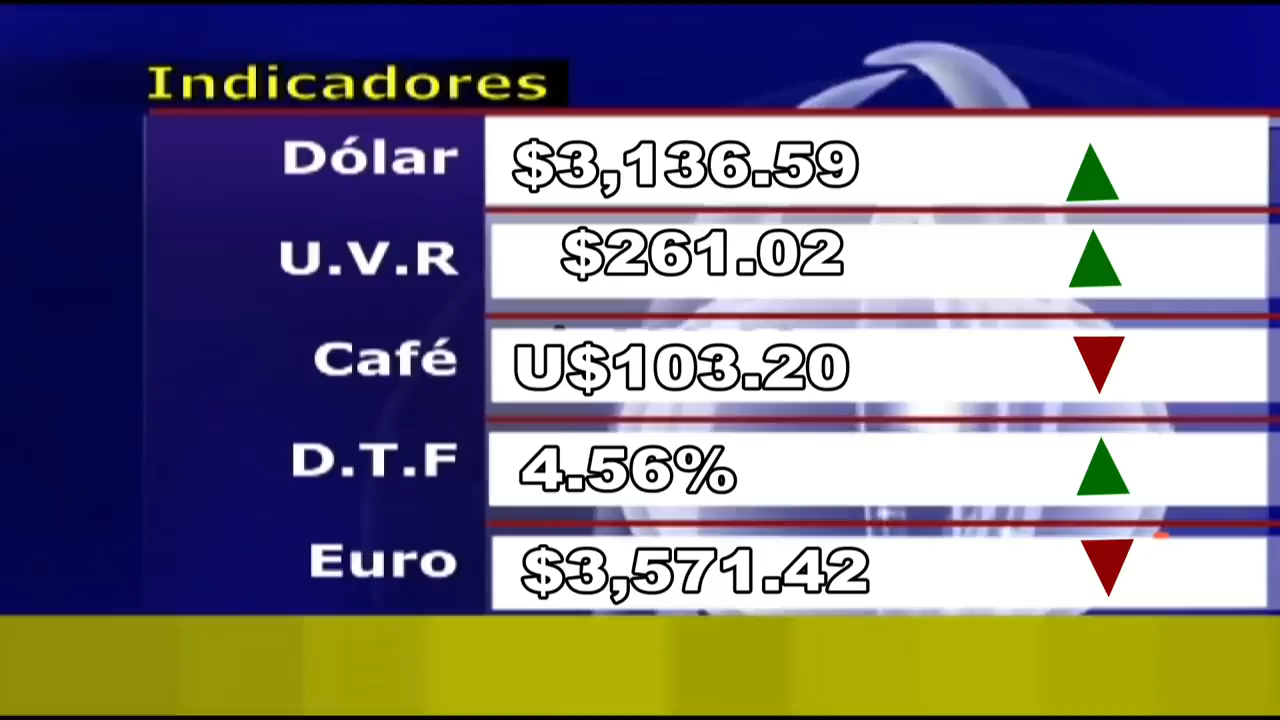 Indicadores
Dólar $3,136.59
U.V.R $261.02
Café U$103.20
D.T.F 4.56%
Euro $3,571.42